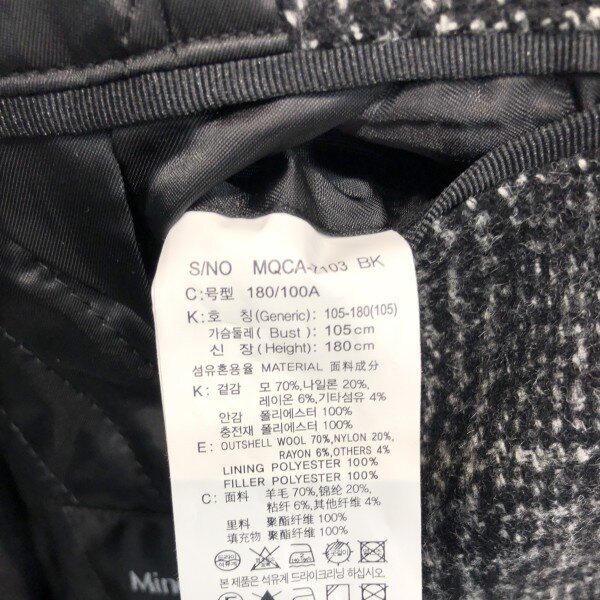 S/NO MQCA-7103 BK
C:号型 180/100A
K: 호 칭(Generic): 105-180(105)
가슴둘레(Bust) : 105cm
신 장(Height): 180cm
섬유혼용율 MATERIAL 面料成分
K: 겉감 모 70%,나일론 20%,
레이온 6%,기타섬유 4%
안감 폴리에스터 100%
충전재 폴리에스터 100%
E: OUTSHELL WOOL 70%,NYLON 20%,
RAYON 6%,OTHERS 4%
LINING POLYESTER 100%
FILLER POLYESTER 100%
C: 面料 羊毛 70%,锦纶 20%,
粘纤 6%,其他纤维 4%
里料 聚酯纤维 100%
填充物 聚酯纤维 100%
드라이
석유계
본 제품은 석유계 드라이크리닝 하십시오.